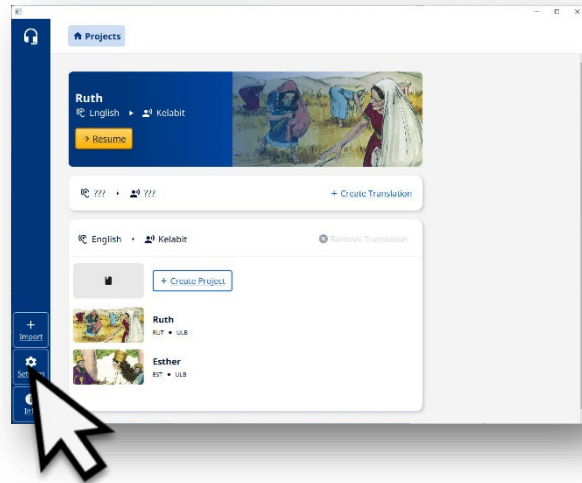 Projects
Ruth
English ▸ Kelabit
→ Resume
??? ▸ ???
+ Create Translation
English ▸ Kelabit
Remove Translation
+ Create Project
Ruth
RUT • ULB
Esther
EST • ULB
+
Import